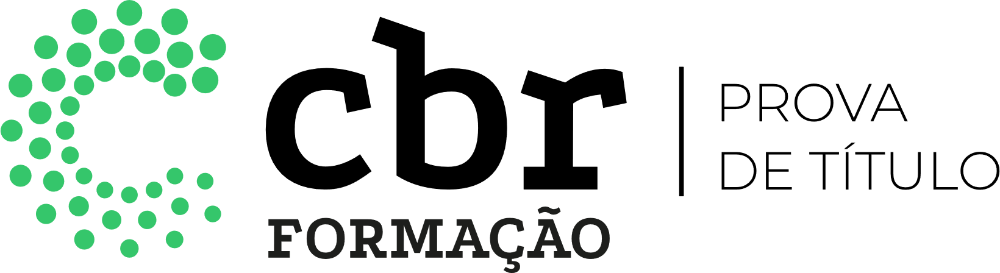 cbr
FORMAÇÃO
PROVA
DE TÍTULO